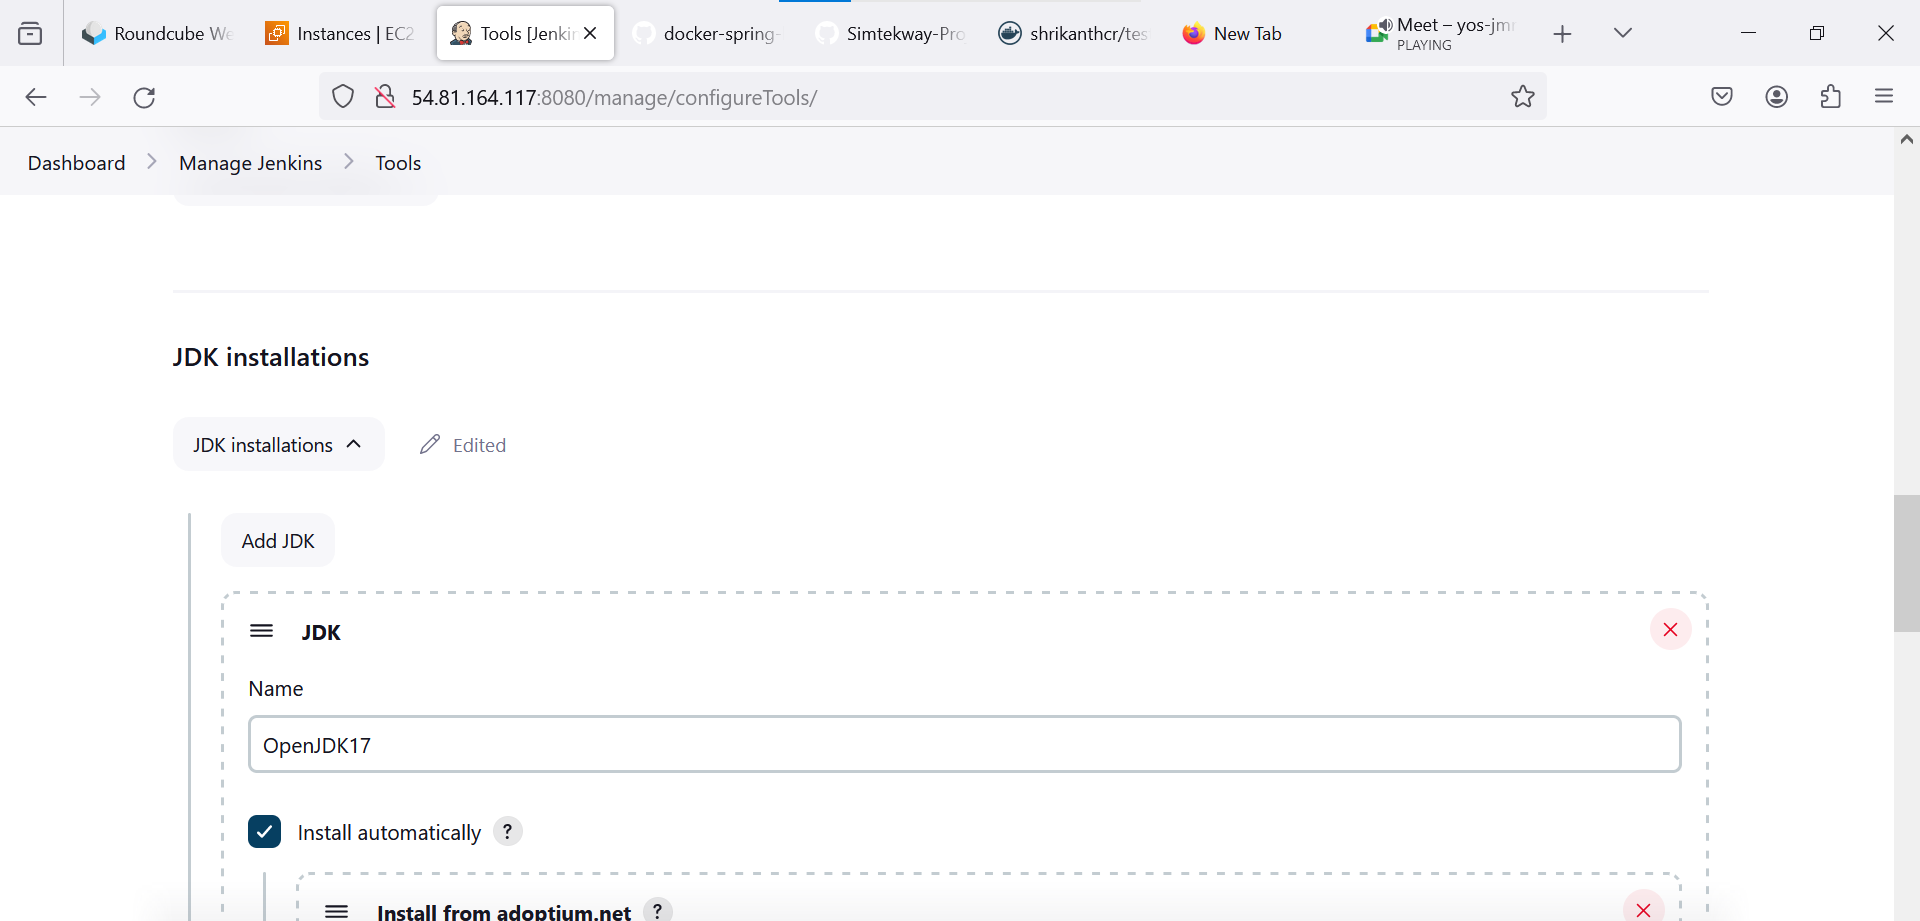 Roundcube We
Instances | EC2
Tools [Jenkin
docker-spring-
Simtekway-Pro
shrikanthcr/tes
New Tab
Meet – yos-jmr
PLAYING
54.81.164.117:8080/manage/configureTools/
Dashboard
Manage Jenkins
Tools
JDK installations
JDK installations
Edited
Add JDK
JDK
Name
OpenJDK17
Install automatically ?
Install from adoptium.net ?